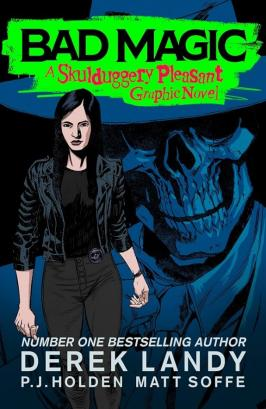 BAD MAGIC
A Skulduggery Pleasant
Graphic Novel
NUMBER ONE BESTSELLING AUTHOR
DEREK LANDY
P.J. HOLDEN MATT SOFFE